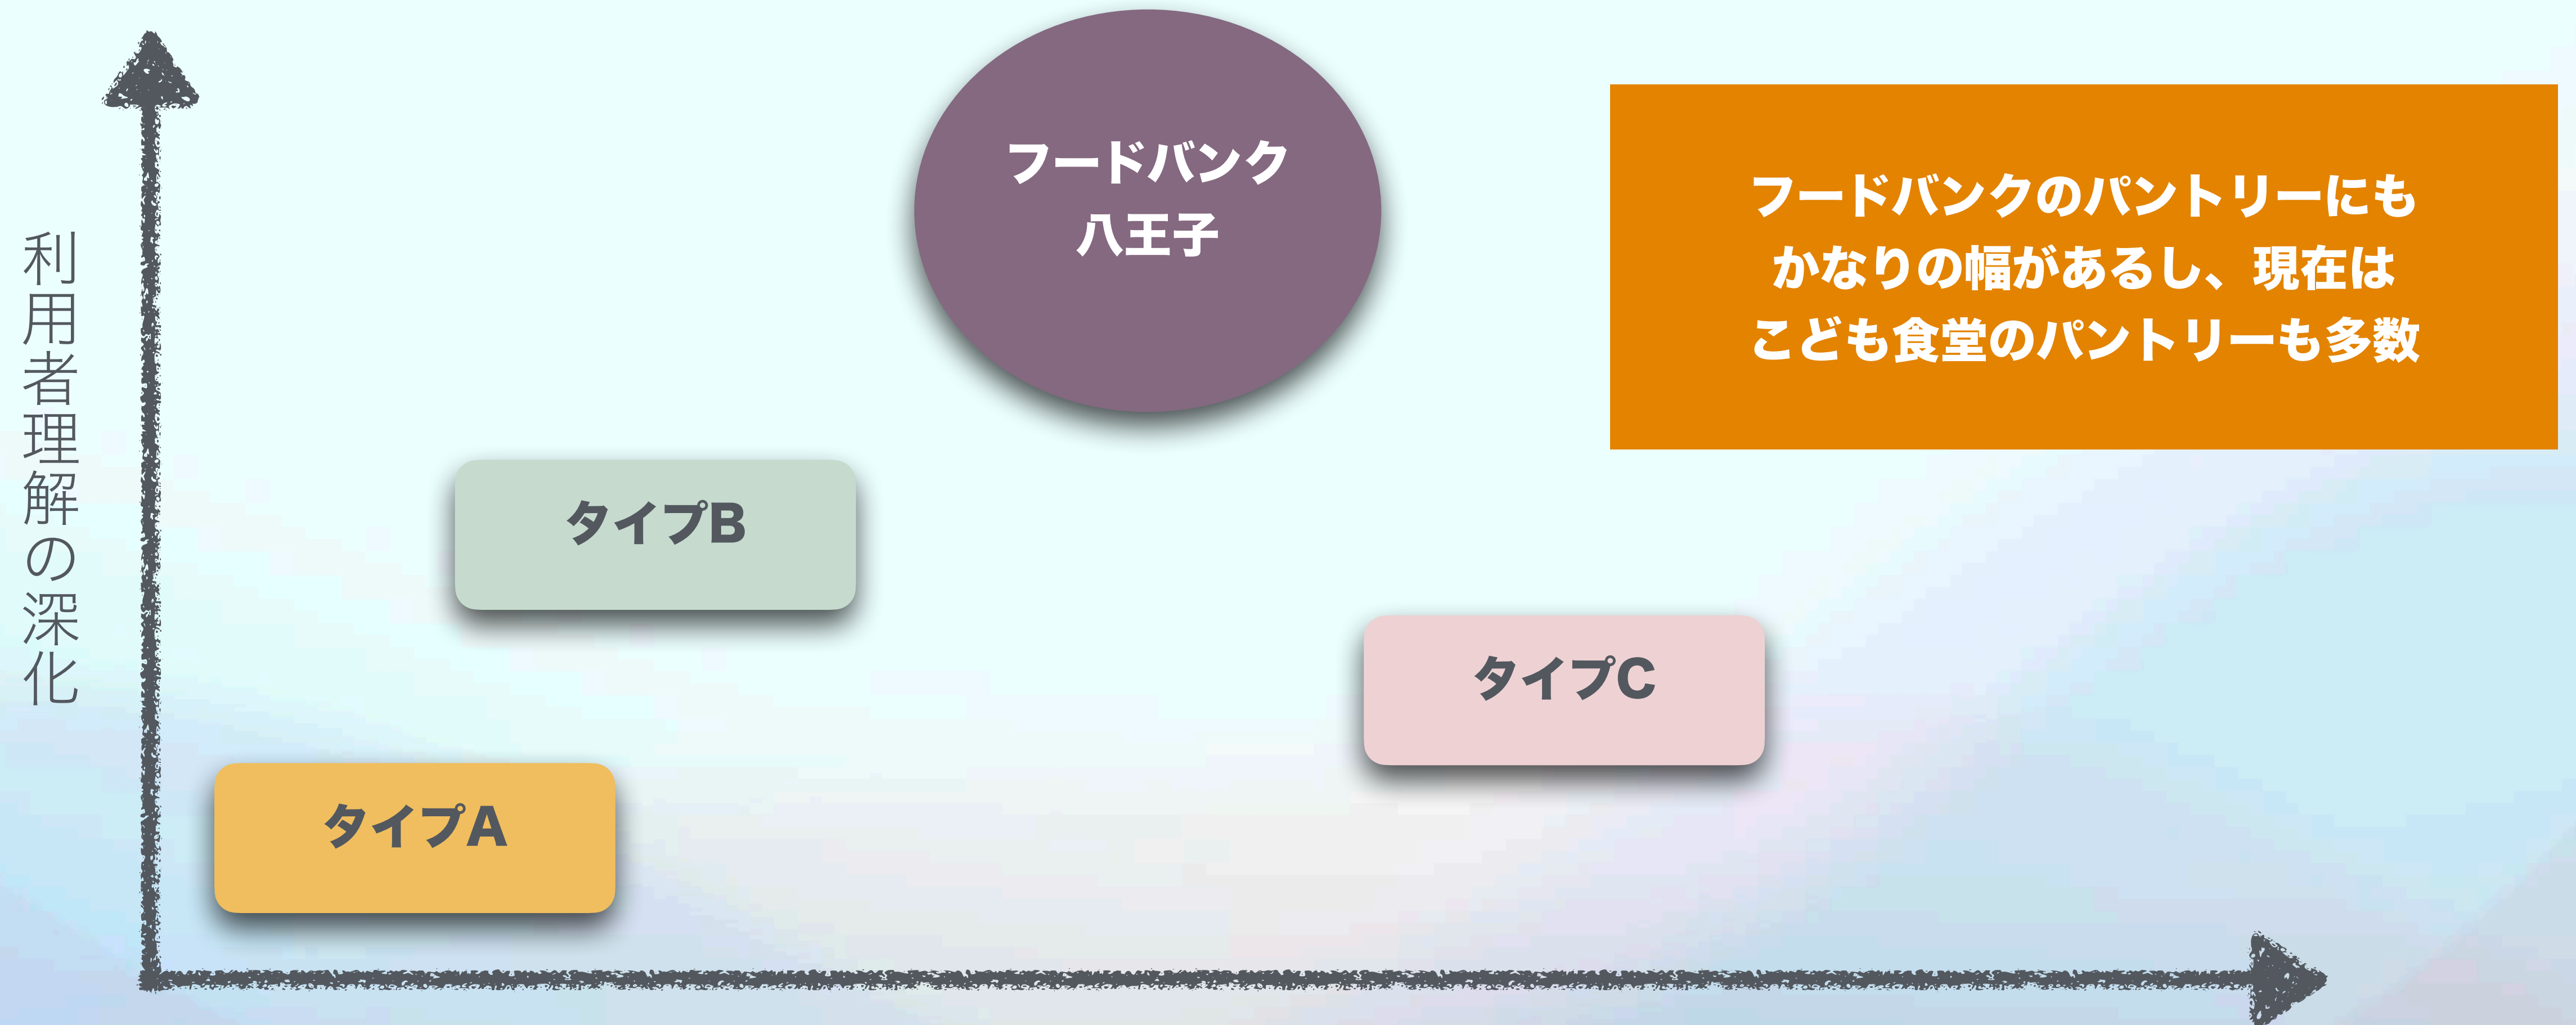 利用者理解の深化
フードバンク
八王子
フードバンクのパントリーにも
かなりの幅があるし、現在は
こども食堂のパントリーも多数
タイプB
タイプC
タイプA